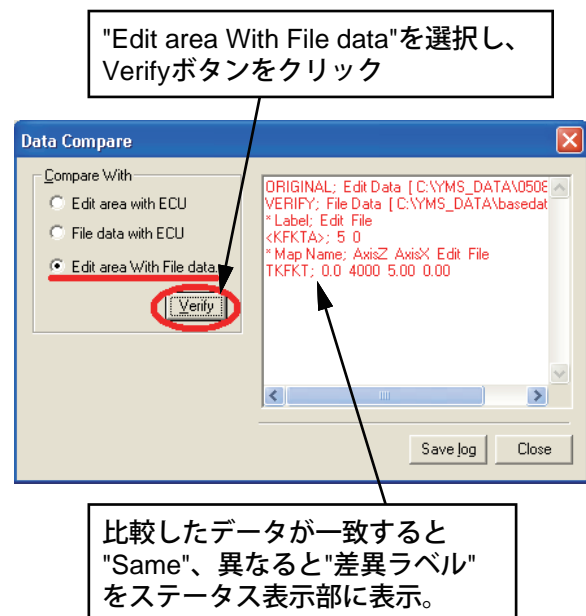 "Edit area With File data"を選択し、
Verifyボタンをクリック
Data Compare
Compare With
Edit area with ECU
File data with ECU
Edit area With File data
Verify
ORIGINAL; Edit Data [ C:\YMS_DATA\0508
VERIFY; File Data [ C:\YMS_DATA\basedat
* Label; Edit File
<KFKTA>; 5 0
* Map Name; AxisZ AxisX Edit File
TKFKT; 0.0 4000 5.00 0.00
Save log
Close
比較したデータが一致すると
"Same"、異なると"差異ラベル"
をステータス表示部に表示。